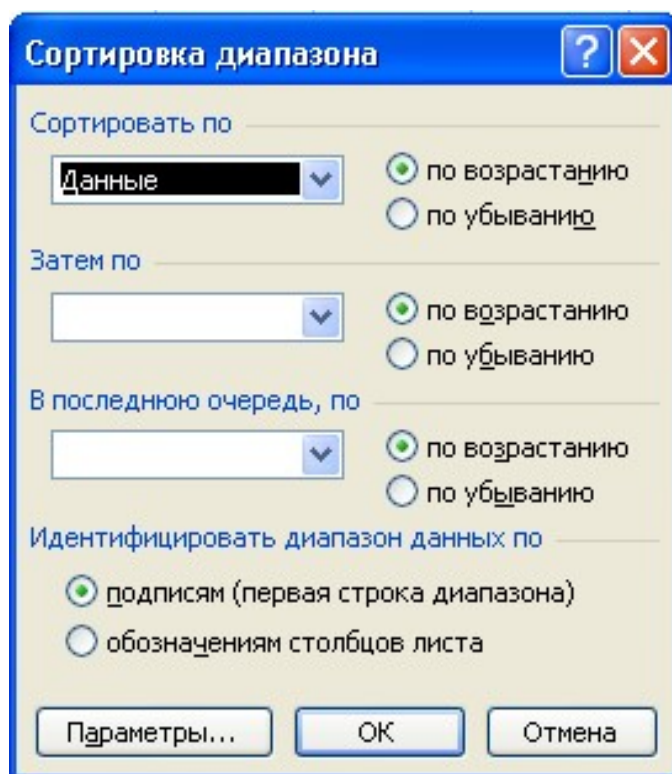 Сортировка диапазона
Сортировать по
Данные
по возрастанию
по убыванию
Затем по
по возрастанию
по убыванию
В последнюю очередь, по
по возрастанию
по убыванию
Идентифицировать диапазон данных по
подписям (первая строка диапазона)
обозначениям столбцов листа
Параметры... ОК Отмена